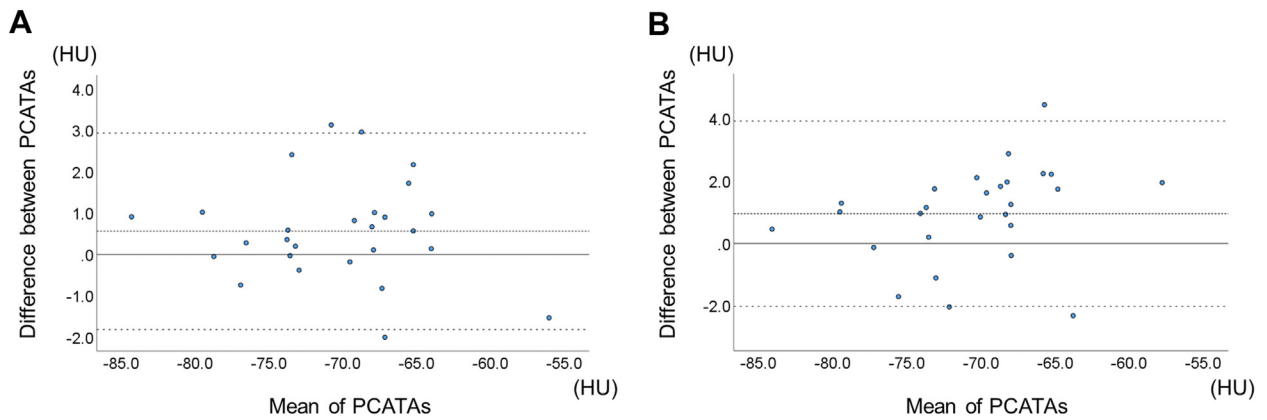 A
(HU)
Difference between PCATAs
4.0
3.0
2.0
1.0
.0
-1.0
-2.0
-85.0 -80.0 -75.0 -70.0 -65.0 -60.0 -55.0
(HU)
Mean of PCATAs
B
(HU)
Difference between PCATAs
4.0
2.0
.0
-2.0
-85.0 -80.0 -75.0 -70.0 -65.0 -60.0 -55.0
(HU)
Mean of PCATAs